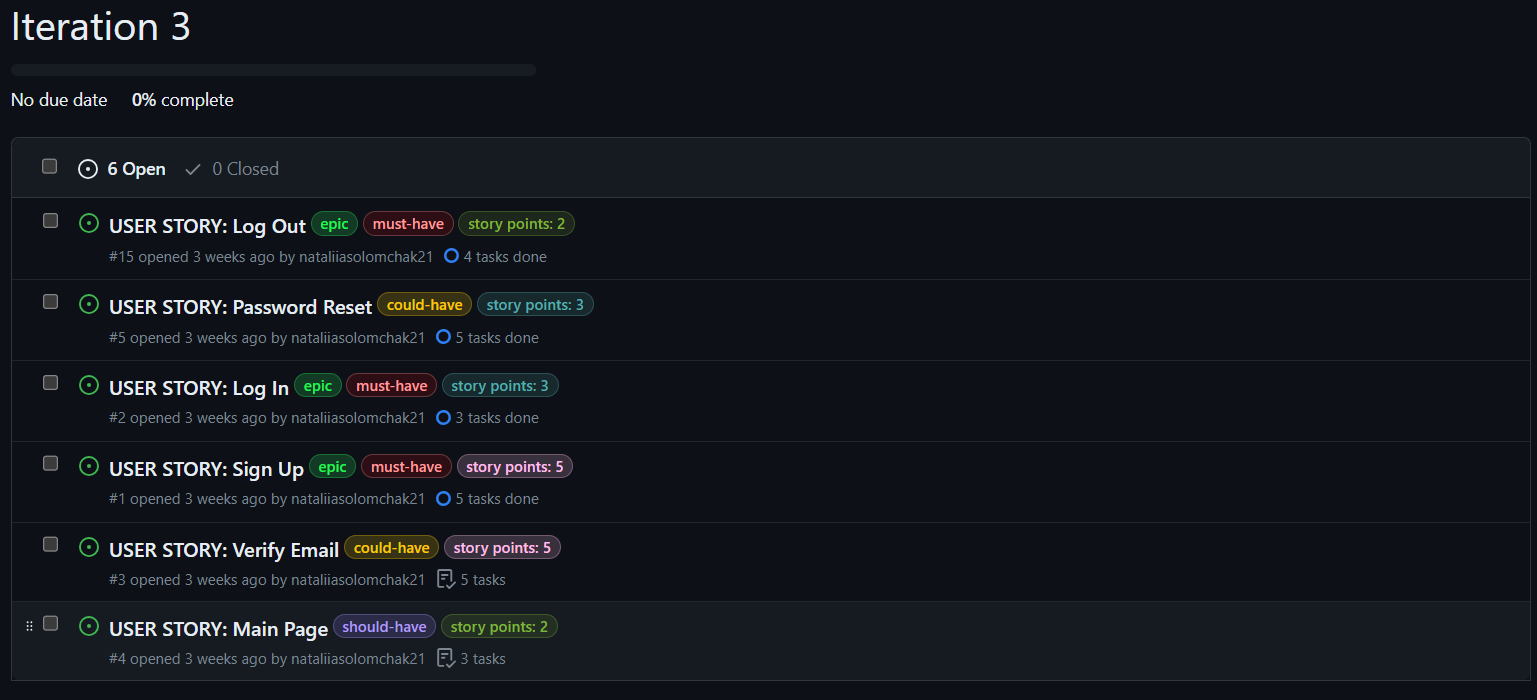 Iteration 3
No due date 0% complete
6 Open 0 Closed
USER STORY: Log Out epic must-have story points: 2
#15 opened 3 weeks ago by nataliiasolomchak21 4 tasks done
USER STORY: Password Reset could-have story points: 3
#5 opened 3 weeks ago by nataliiasolomchak21 5 tasks done
USER STORY: Log In epic must-have story points: 3
#2 opened 3 weeks ago by nataliiasolomchak21 3 tasks done
USER STORY: Sign Up epic must-have story points: 5
#1 opened 3 weeks ago by nataliiasolomchak21 5 tasks done
USER STORY: Verify Email could-have story points: 5
#3 opened 3 weeks ago by nataliiasolomchak21 5 tasks
USER STORY: Main Page should-have story points: 2
#4 opened 3 weeks ago by nataliiasolomchak21 3 tasks